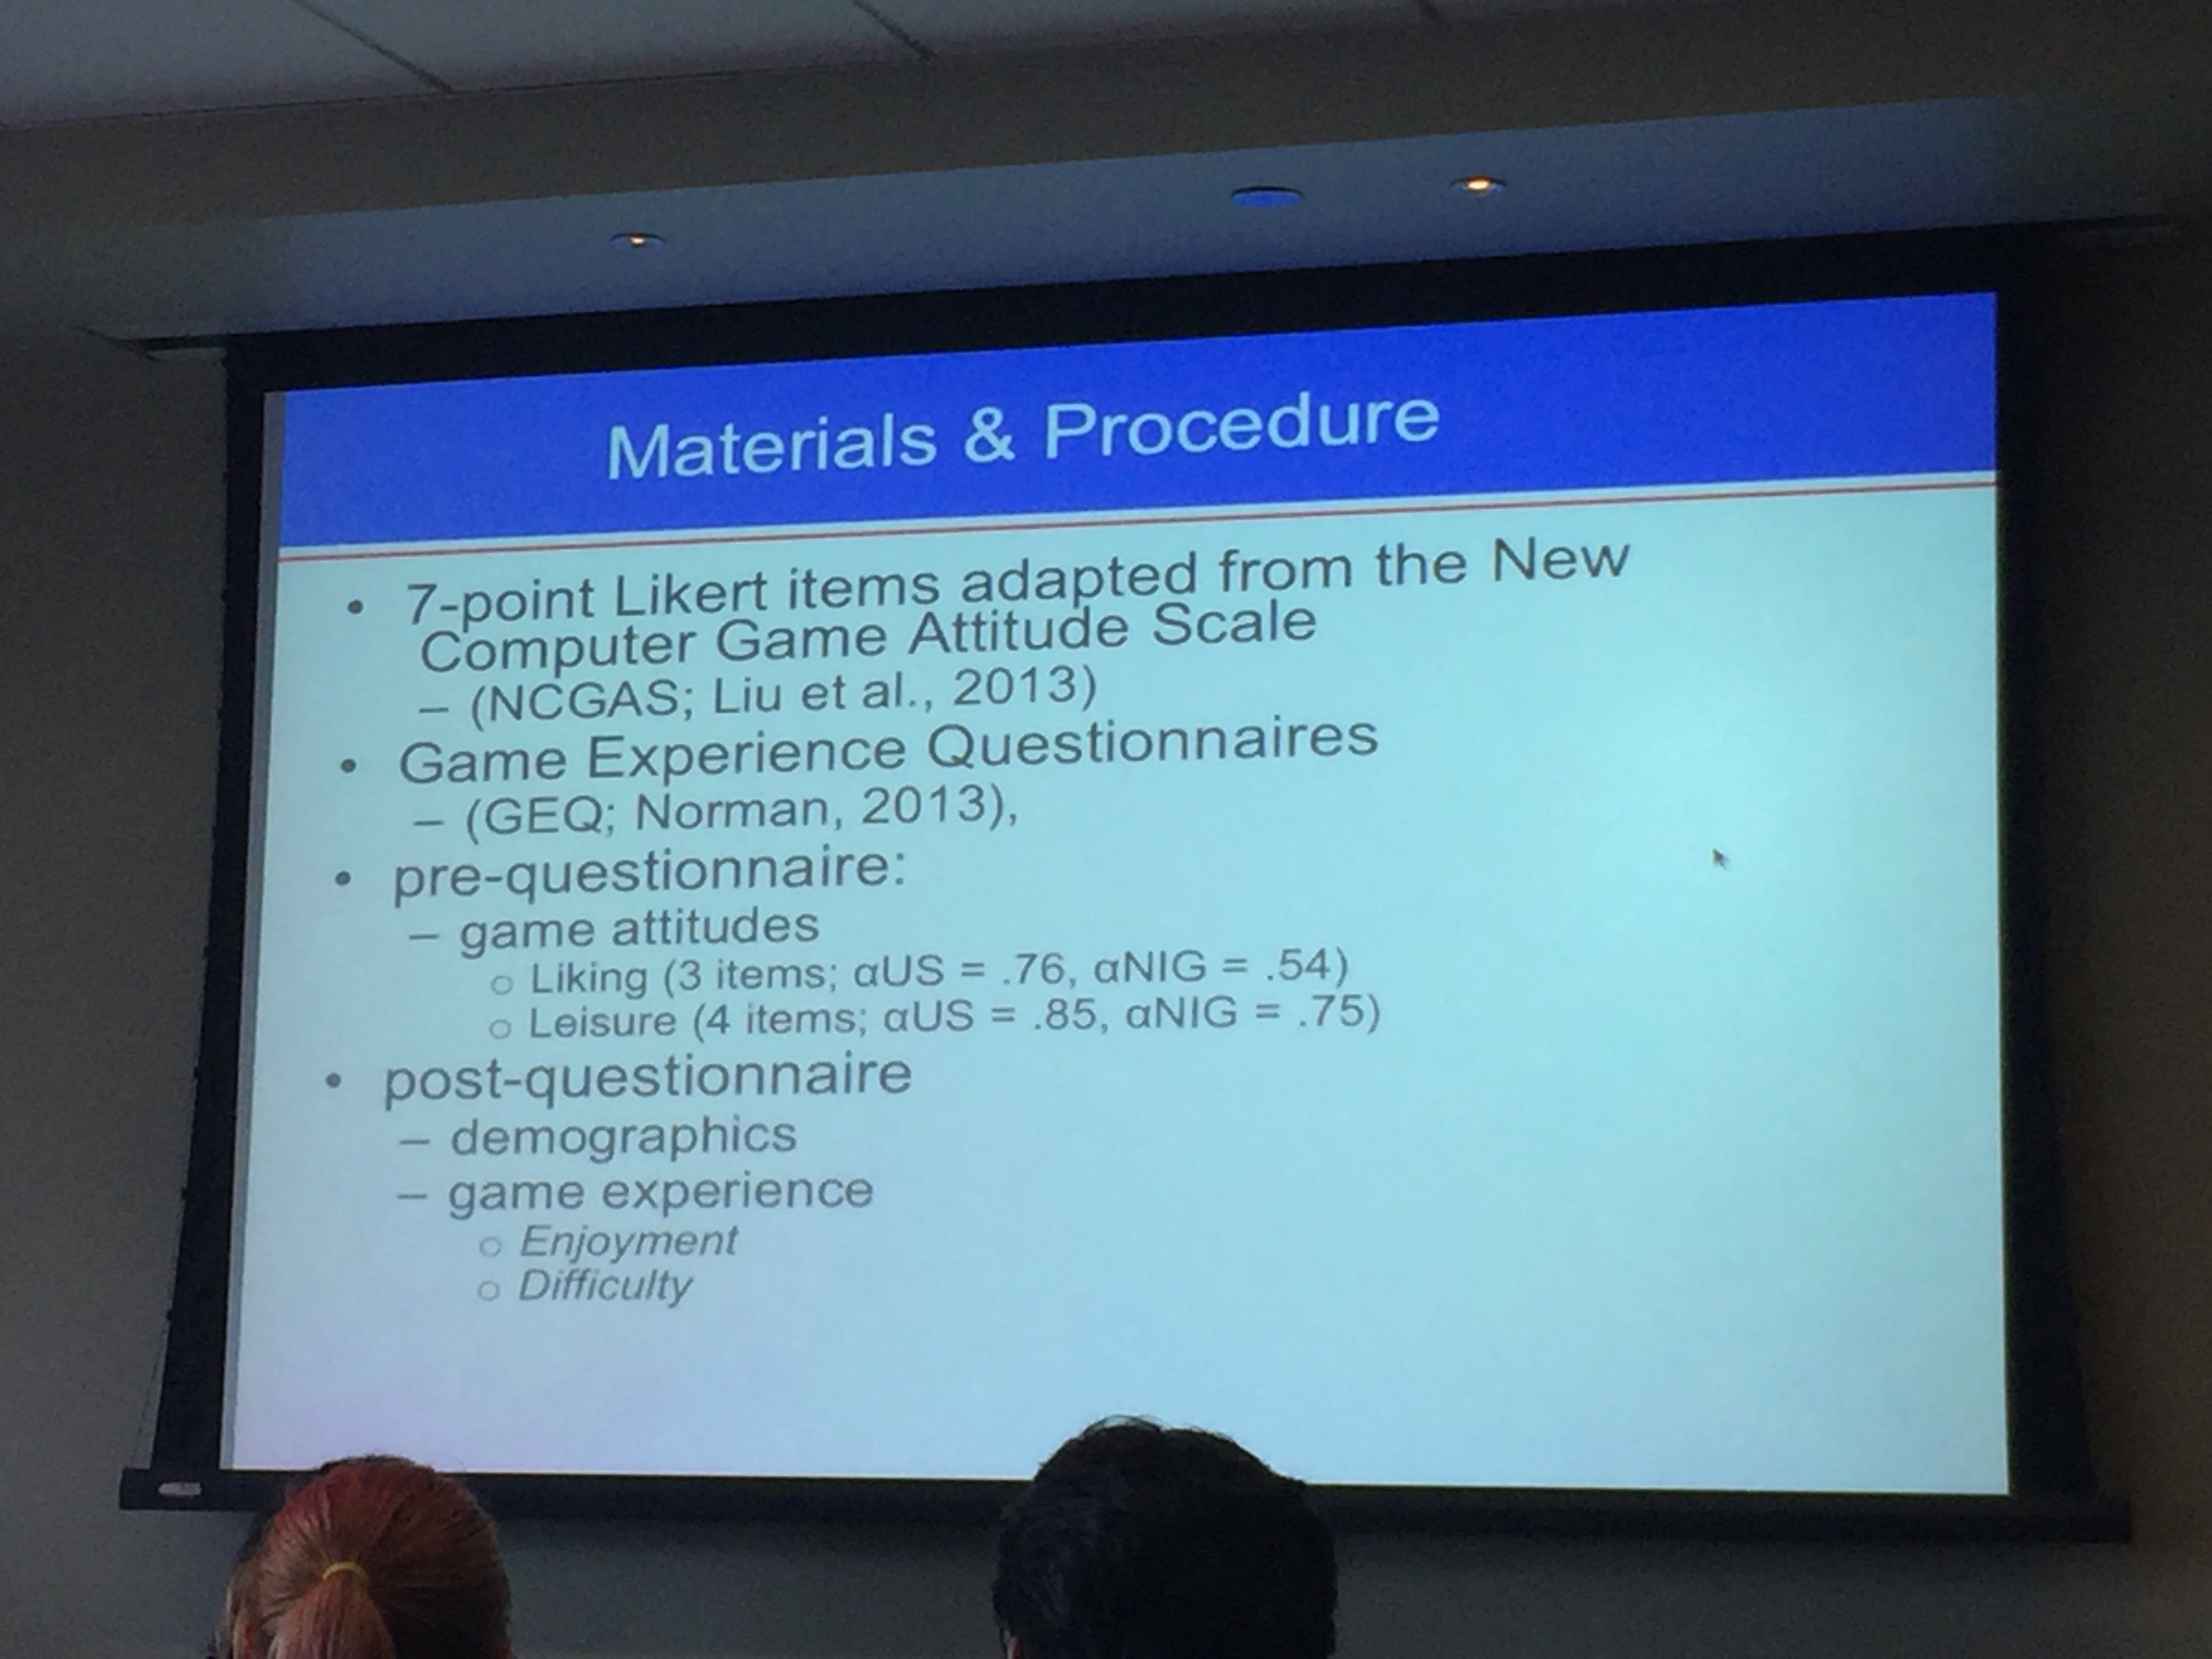 Materials & Procedure
• 7-point Likert items adapted from the New
Computer Game Attitude Scale
– (NCGAS; Liu et al., 2013)
• Game Experience Questionnaires
– (GEQ; Norman, 2013),
• pre-questionnaire:
– game attitudes
○ Liking (3 items; αUS = .76, αNIG = .54)
○ Leisure (4 items; αUS = .85, αNIG = .75)
• post-questionnaire
– demographics
– game experience
○ Enjoyment
○ Difficulty